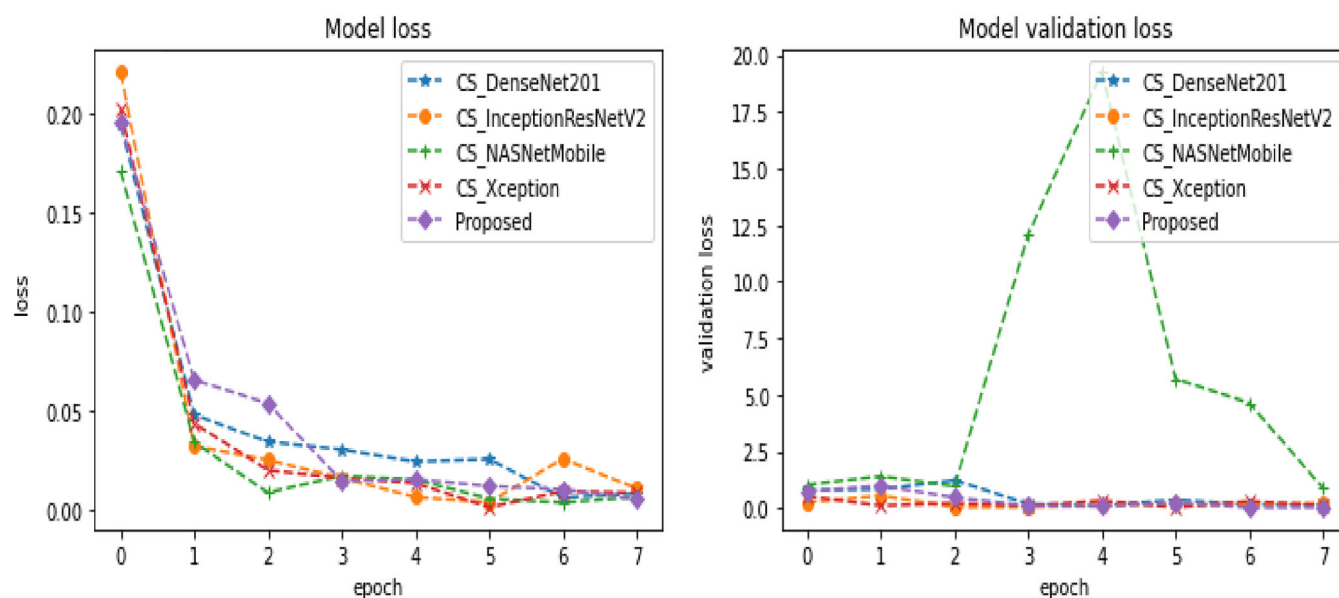 Model loss
0.20
0.15
0.10
0.05
0.00
loss
CS_DenseNet201
CS_InceptionResNetV2
CS_NASNetMobile
CS_Xception
Proposed
0 1 2 3 4 5 6 7
epoch
Model validation loss
20.0
17.5
15.0
12.5
10.0
7.5
5.0
2.5
0.0
validation loss
CS_DenseNet201
CS_InceptionResNetV2
CS_NASNetMobile
CS_Xception
Proposed
0 1 2 3 4 5 6 7
epoch